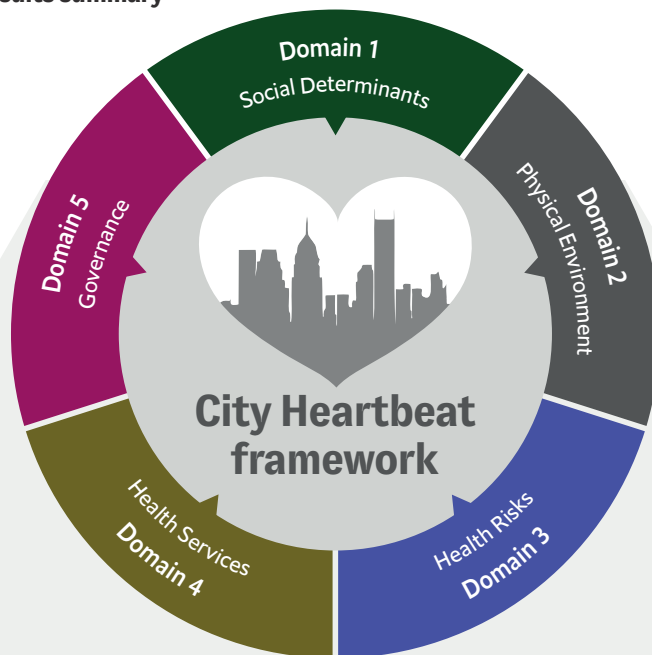 summary
Domain 1
Social Determinants
Domain 2
Physical Environment
Health Risks
Domain 3
Health Services
Domain 4
Domain 5
Governance
City Heartbeat
framework